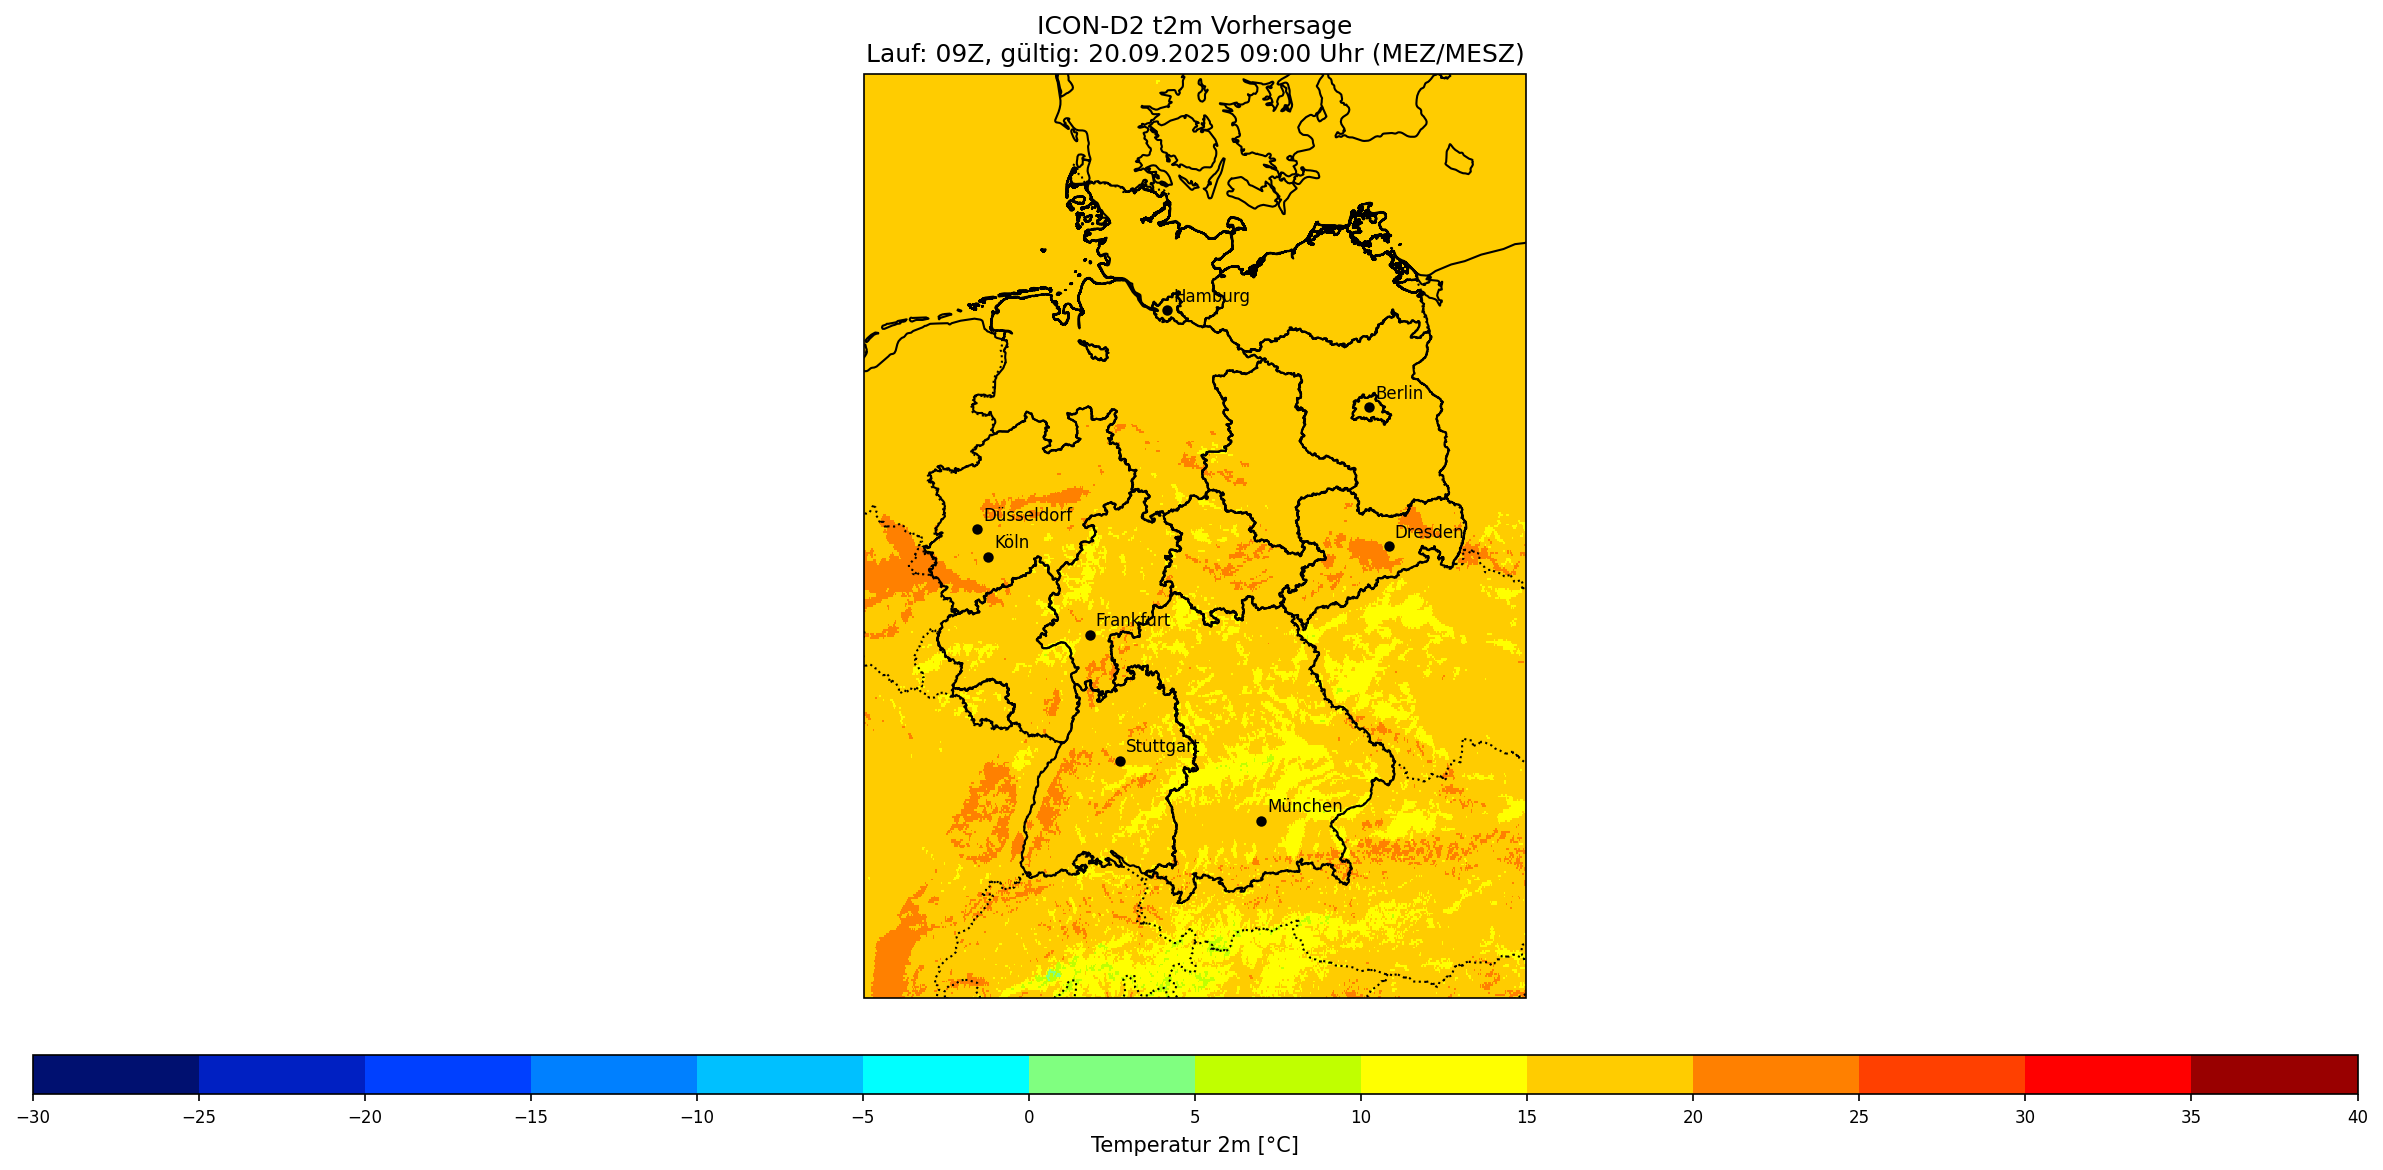 ICON-D2 t2m Vorhersage
Lauf: 09Z, gültig: 20.09.2025 09:00 Uhr (MEZ/MESZ)
Hamburg
Berlin
Düsseldorf
Dresden
Köln
Frankfurt
Stuttgart
München
−30 −25 −20 −15 −10 −5 0 5 10 15 20 25 30 35 40
Temperatur 2m [°C]